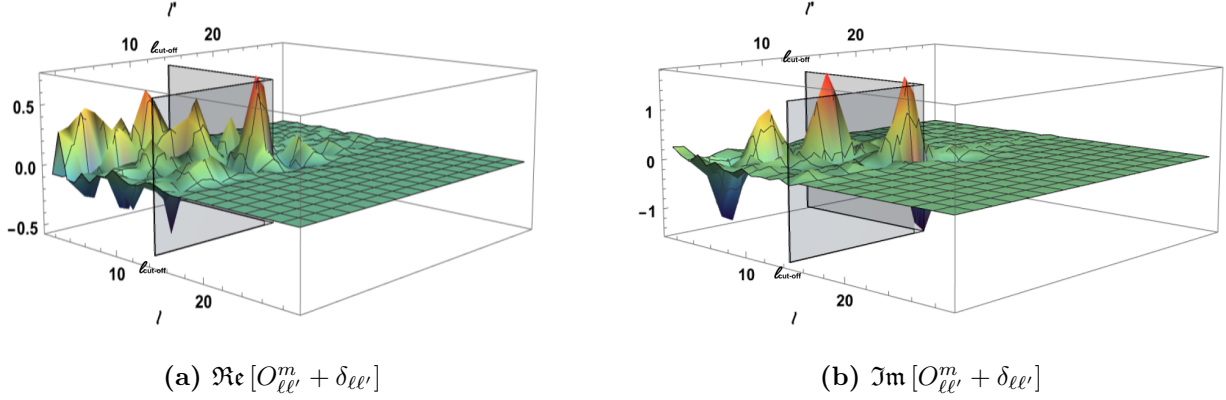 ℓ'
10 20
ℓcut-off
0.5
0.0
−0.5
ℓcut-off
10
20
ℓ
(a) ℜ𝔢 [O^m_{ℓℓ′} + δ_{ℓℓ′}]
ℓ'
10 20
ℓcut-off
1
0
−1
ℓcut-off
10
20
ℓ
(b) ℑ𝔪 [O^m_{ℓℓ′} + δ_{ℓℓ′}]